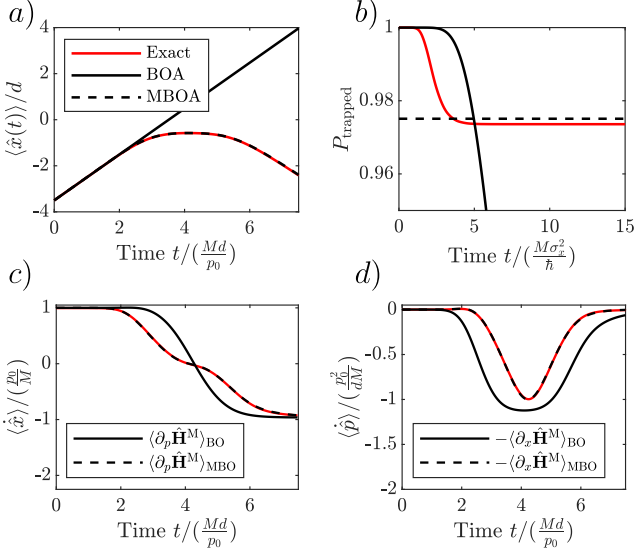 a)
⟨x̂(t)⟩/d
4
2
0
-2
-4
Exact
BOA
MBOA
0 2 4 6
Time t/(Md/p₀)
b)
P_trapped
1
0.975
0.96
0 5 10 15
Time t/(Mσₓ²/ħ)
c)
⟨ẋ̂⟩/(p₀/M)
1
0
-1
-2
⟨∂ₚĤᴹ⟩_BO
⟨∂ₚĤᴹ⟩_MBO
0 2 4 6
Time t/(Md/p₀)
d)
⟨ṗ̂⟩/(p₀²/dM)
0
-0.5
-1
-1.5
-2
−⟨∂ₓĤᴹ⟩_BO
−⟨∂ₓĤᴹ⟩_MBO
0 2 4 6
Time t/(Md/p₀)